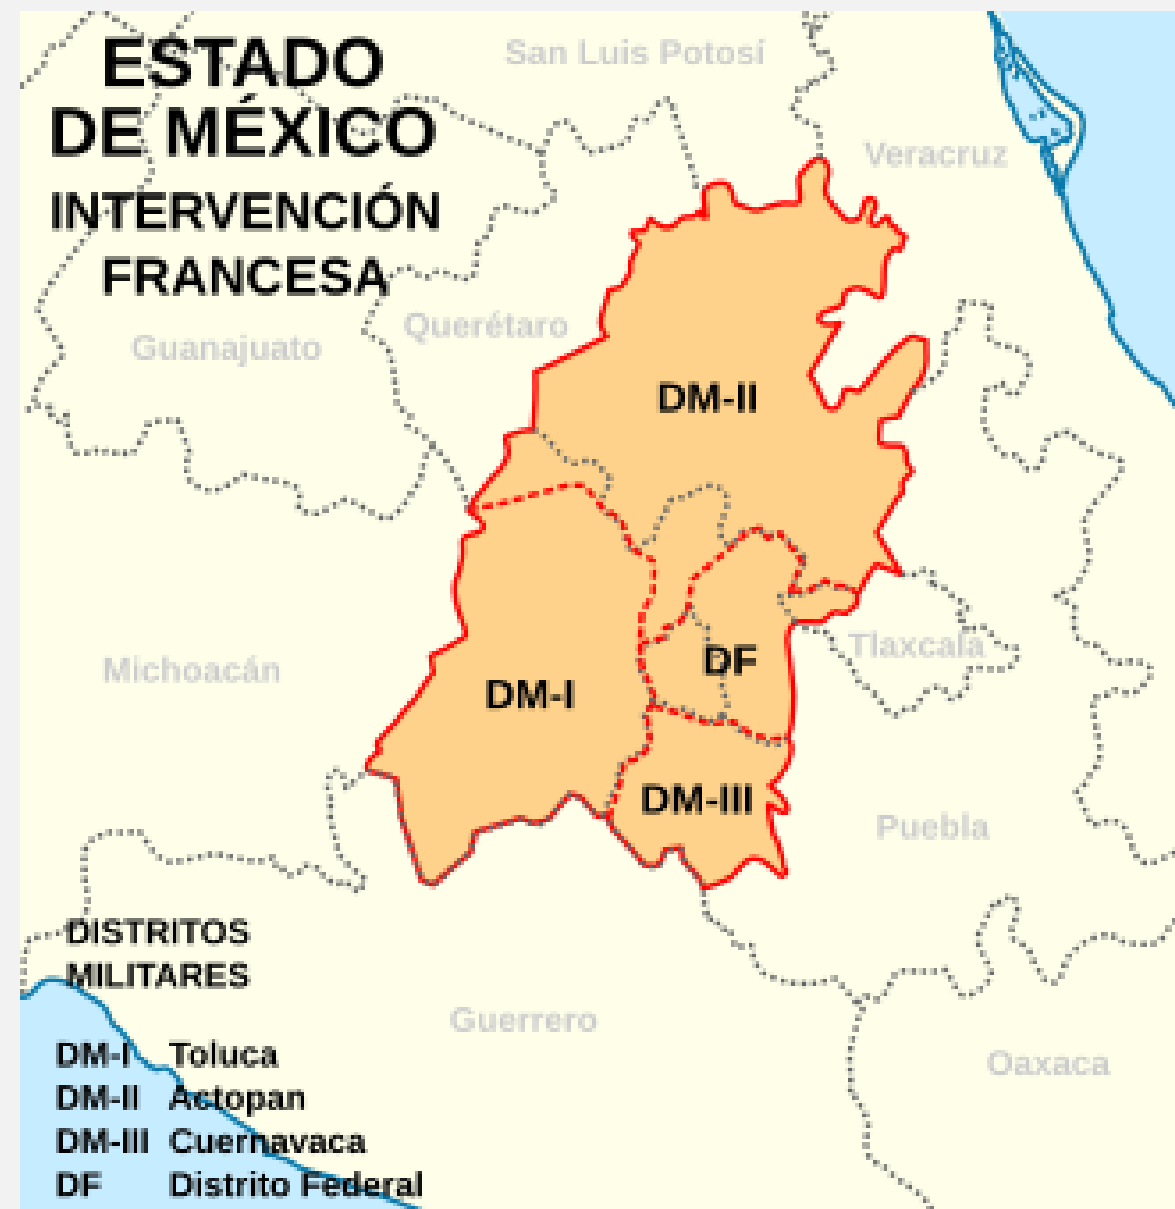 ESTADO
DE MÉXICO
INTERVENCIÓN
FRANCESA
San Luis Potosí
Veracruz
Guanajuato
Querétaro
DM-II
Michoacán
DM-I
DF
Tlaxcala
DM-III
Puebla
Guerrero
Oaxaca
DISTRITOS
MILITARES
DM-I Toluca
DM-II Actopan
DM-III Cuernavaca
DF Distrito Federal